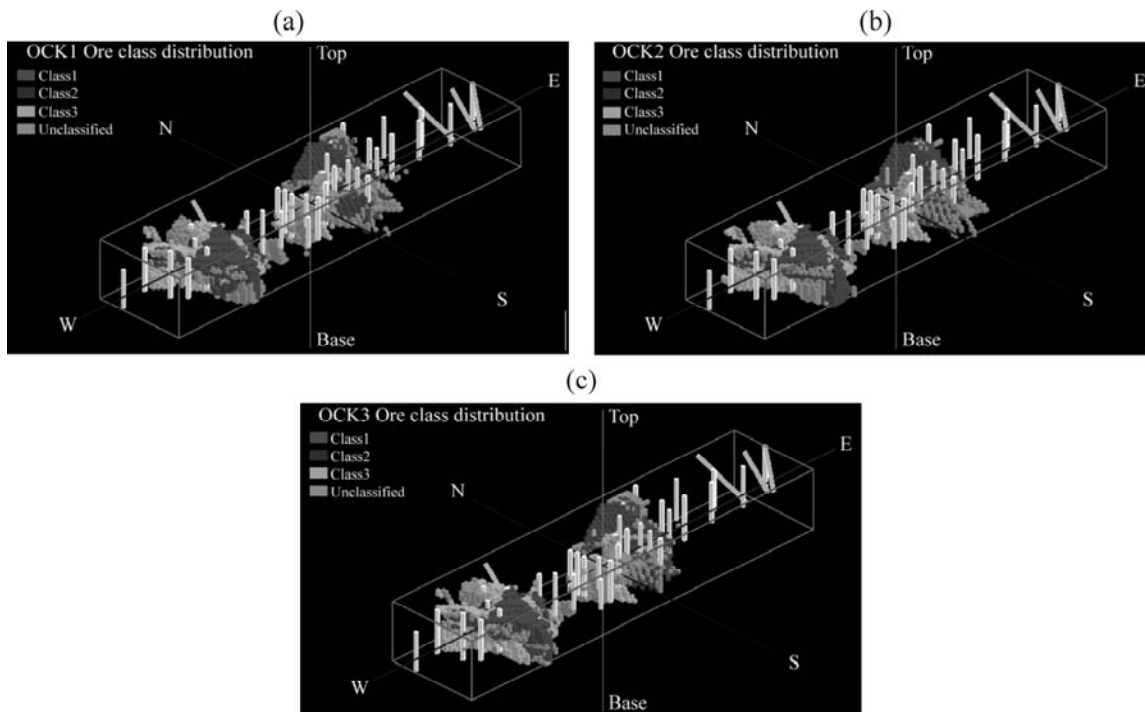 (a)
OCK1 Ore class distribution
Class1
Class2
Class3
Unclassified
Top
E
N
S
W
Base
(b)
OCK2 Ore class distribution
Class1
Class2
Class3
Unclassified
Top
E
N
S
W
Base
(c)
OCK3 Ore class distribution
Class1
Class2
Class3
Unclassified
Top
E
N
S
W
Base